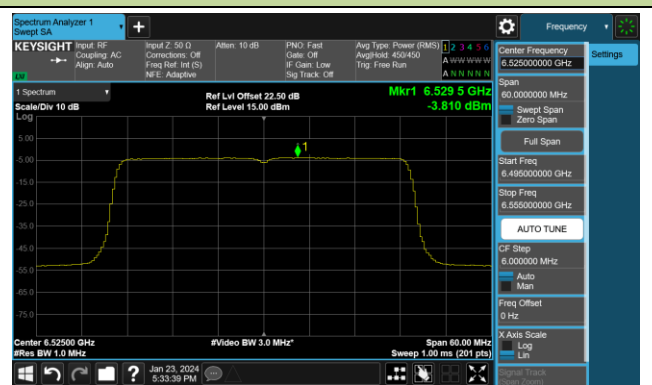 Spectrum Analyzer 1
Swept SA
Frequency
KEYSIGHT
Input: RF
Coupling: AC
Align: Auto
Input Z: 50 Ω
Corrections: Off
Freq Ref: Int (S)
NFE: Adaptive
Atten: 10 dB
PNO: Fast
Gate: Off
IF Gain: Low
Sig Track: Off
Avg Type: Power (RMS)
Avg|Hold: 450/450
Trig: Free Run
1 2 3 4 5 6
A W W W W W
A N N N N N
LW
1 Spectrum
Scale/Div 10 dB
Log
Ref Lvl Offset 22.50 dB
Ref Level 15.00 dBm
Mkr1 6.529 5 GHz
-3.810 dBm
1
5.00
-5.00
-15.0
-25.0
-35.0
-45.0
-55.0
-65.0
-75.0
Center 6.52500 GHz
#Res BW 1.0 MHz
#Video BW 3.0 MHz*
Span 60.00 MHz
Sweep 1.00 ms (201 pts)
Center Frequency
6.525000000 GHz
Settings
Span
60.0000000 MHz
Swept Span
Zero Span
Full Span
Start Freq
6.495000000 GHz
Stop Freq
6.555000000 GHz
AUTO TUNE
CF Step
6.000000 MHz
Auto
Man
Freq Offset
0 Hz
X Axis Scale
Log
Lin
Signal Track
(Span Zoom)
Jan 23, 2024
5:33:39 PM